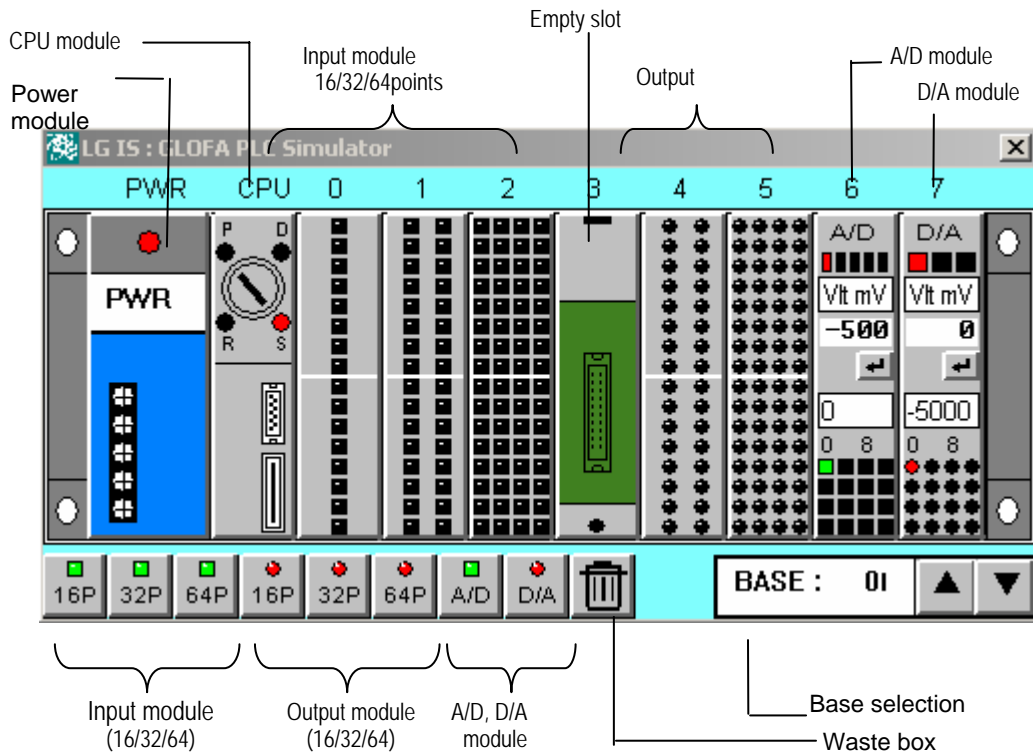 Empty slot
CPU module
Input module
16/32/64points
Output
A/D module
D/A module
Power
module
LG IS : GLOFA PLC Simulator
PWR CPU 0 1 2 3 4 5 6 7
P D
R S
PWR
A/D D/A
Vlt mV Vlt mV
-500 0
0 -5000
0 8 0 8
16P 32P 64P 16P 32P 64P A/D D/A
BASE : 0I
Input module
(16/32/64)
Output module
(16/32/64)
A/D, D/A
module
Base selection
Waste box